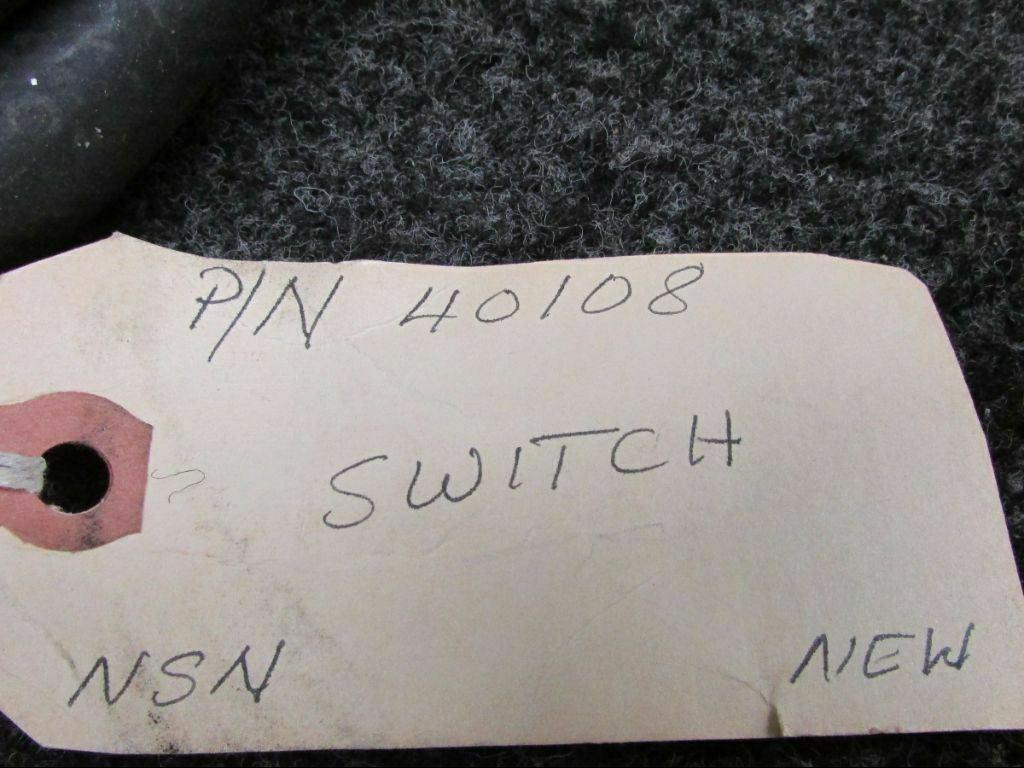 P/N 40108
SWITCH
NSN NEW